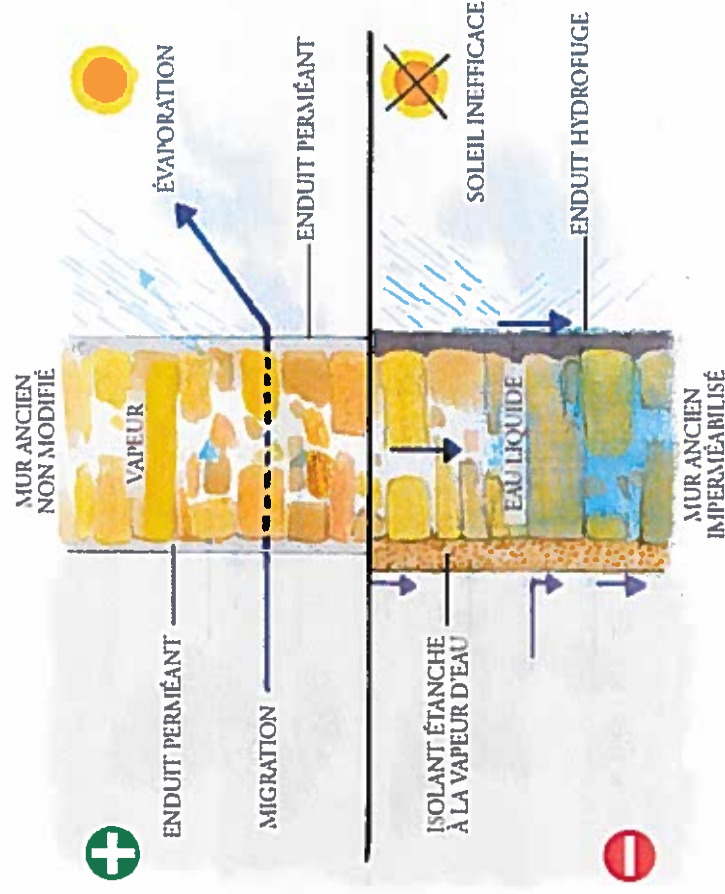 MUR ANCIEN
NON MODIFIÉ
VAPEUR
ENDUIT PERMÉANT
MIGRATION
ÉVAPORATION
ENDUIT PERMÉANT
MUR ANCIEN
IMPERMÉABILISÉ
EAU LIQUIDE
ISOLANT ÉTANCHE
À LA VAPEUR D'EAU
SOLEIL INEFFICACE
ENDUIT HYDROFUGE